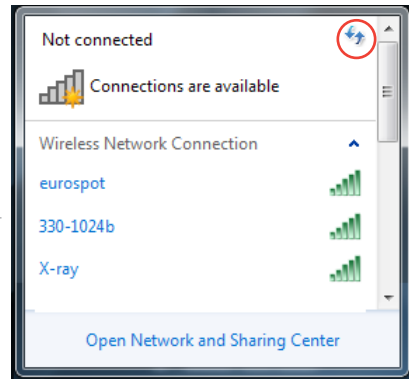 Not connected
Connections are available
Wireless Network Connection
eurospot
330-1024b
X-ray
Open Network and Sharing Center